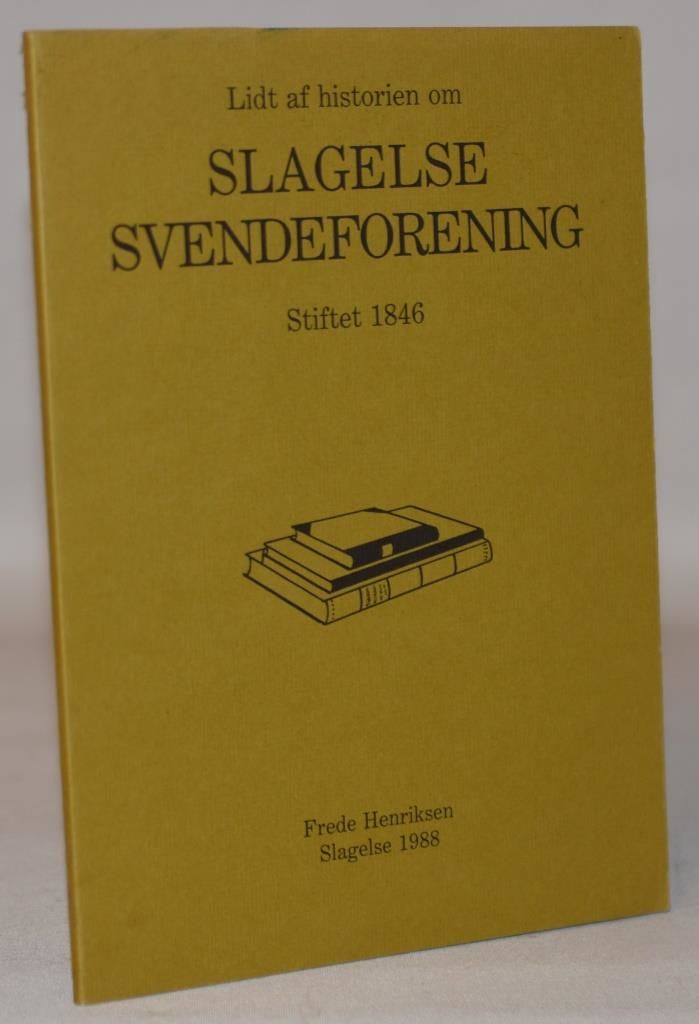 Lidt af historien om
SLAGELSE
SVENDEFORENING
Stiftet 1846
Frede Henriksen
Slagelse 1988